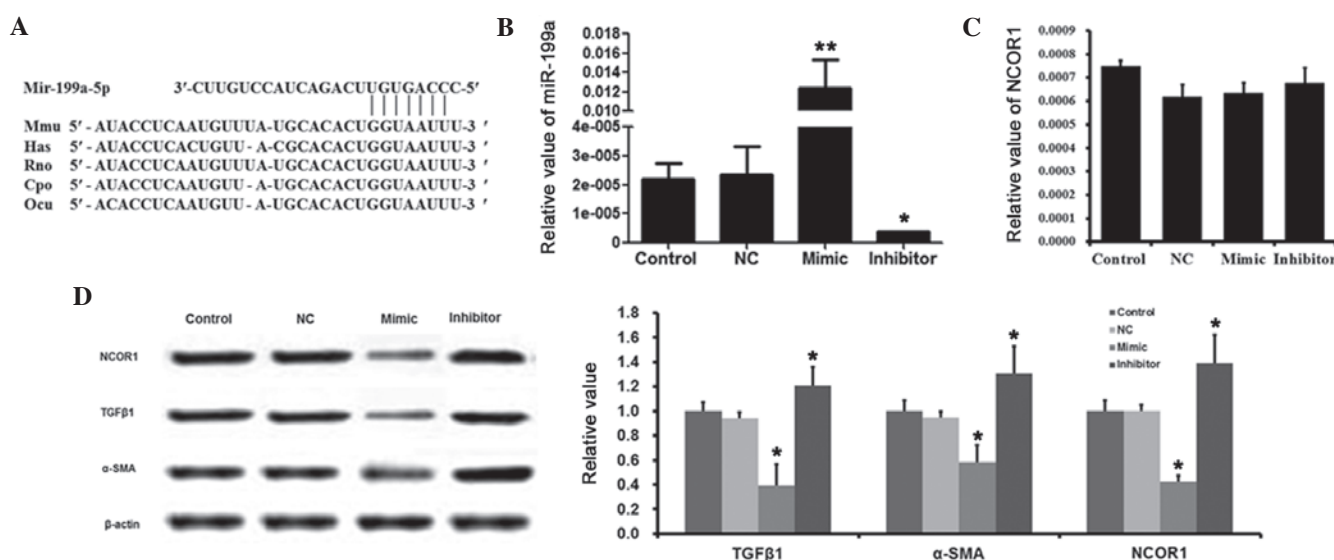 A
Mir-199a-5p 3′-CUUGUCCAUCAGACUUGUGACCC-5′
Mmu 5′ - AUACCUCAAUGUUUA-UGCACACUGGUAAUUU-3 ′
Has 5′ - AUACCUCACUGUU - A-CGCACACUGGUAAUUU-3 ′
Rno 5′ - AUACCUCAAUGUUUA-UGCACACUGGUAAUUU-3 ′
Cpo 5′ - AUACCUCAAUGUU - A-UGCACACUGGUAAUUU-3 ′
Ocu 5′ - ACACCUCAAUGUU - A-UGCACACUGGUAAUUU-3 ′
B
Relative value of miR-199a
0.018
0.016
0.014
0.012
0.010
4e-005
3e-005
2e-005
1e-005
0
**
*
Control NC Mimic Inhibitor
C
Relative value of NCOR1
0.0009
0.0008
0.0007
0.0006
0.0005
0.0004
0.0003
0.0002
0.0001
0.0000
Control NC Mimic Inhibitor
D
Control NC Mimic Inhibitor
NCOR1
TGFβ1
α-SMA
β-actin
Relative value
1.8
1.6
1.4
1.2
1.0
0.8
0.6
0.4
0.2
0.0
Control
NC
Mimic
Inhibitor
* * * * * *
TGFβ1 α-SMA NCOR1